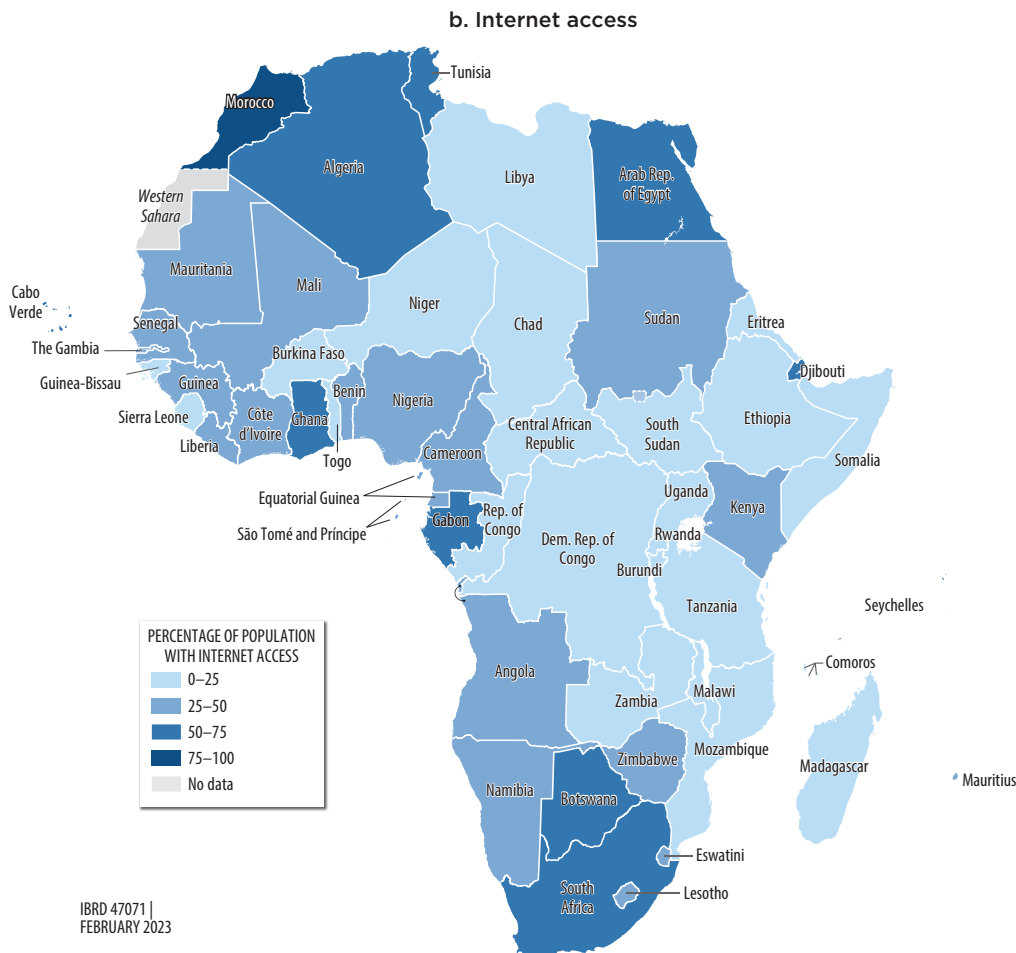 b. Internet access
Tunisia
Morocco
Algeria
Libya
Arab Rep.
of Egypt
Western
Sahara
Mauritania
Mali
Niger
Chad
Sudan
Eritrea
Cabo
Verde
Senegal
The Gambia
Guinea-Bissau
Guinea
Sierra Leone
Liberia
Côte
d'Ivoire
Burkina Faso
Ghana
Togo
Benin
Nigeria
Cameroon
Central African
Republic
South
Sudan
Ethiopia
Djibouti
Somalia
Equatorial Guinea
São Tomé and Príncipe
Gabon
Rep. of
Congo
Dem. Rep. of
Congo
Uganda
Kenya
Rwanda
Burundi
Tanzania
Seychelles
Comoros
Angola
Zambia
Malawi
Mozambique
Madagascar
Mauritius
Zimbabwe
Namibia
Botswana
South
Africa
Eswatini
Lesotho
PERCENTAGE OF POPULATION
WITH INTERNET ACCESS
0–25
25–50
50–75
75–100
No data
IBRD 47071 |
FEBRUARY 2023